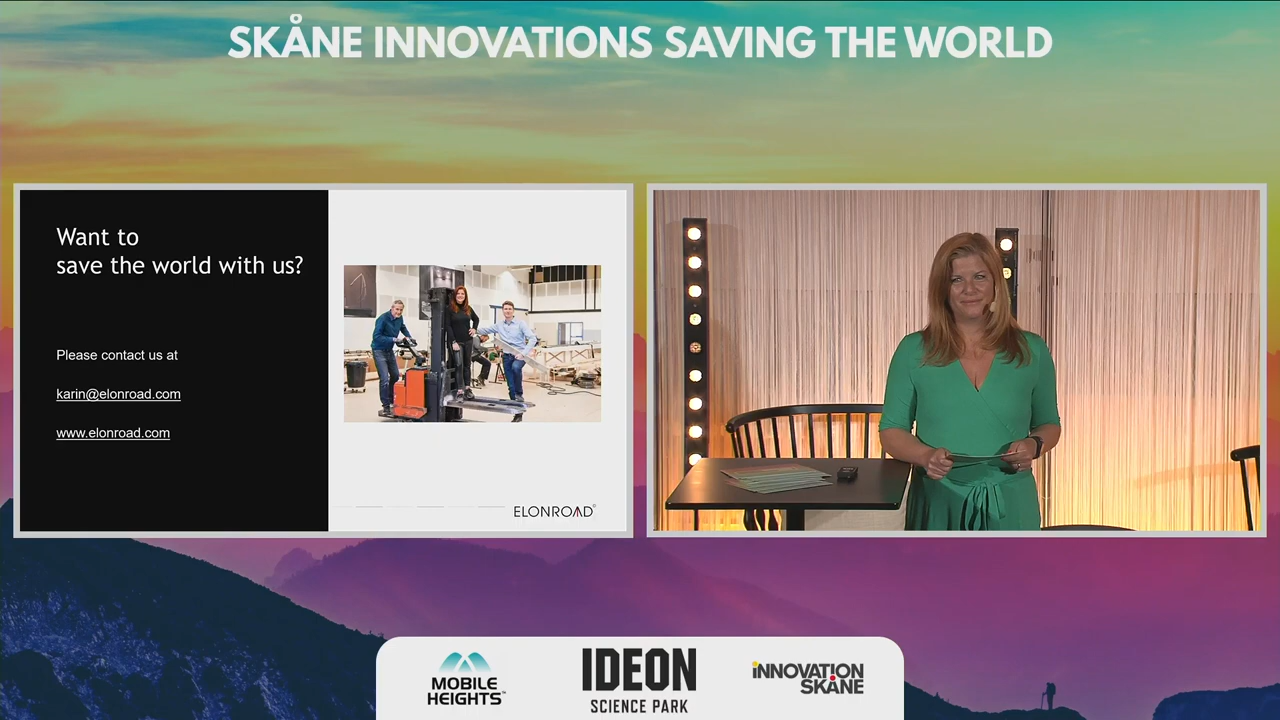 SKÅNE INNOVATIONS SAVING THE WORLD
Want to
save the world with us?
Please contact us at
karin@elonroad.com
www.elonroad.com
ELONROAD®
MOBILE
HEIGHTS™
IDEON
SCIENCE PARK
INNOVATION
SKÅNE